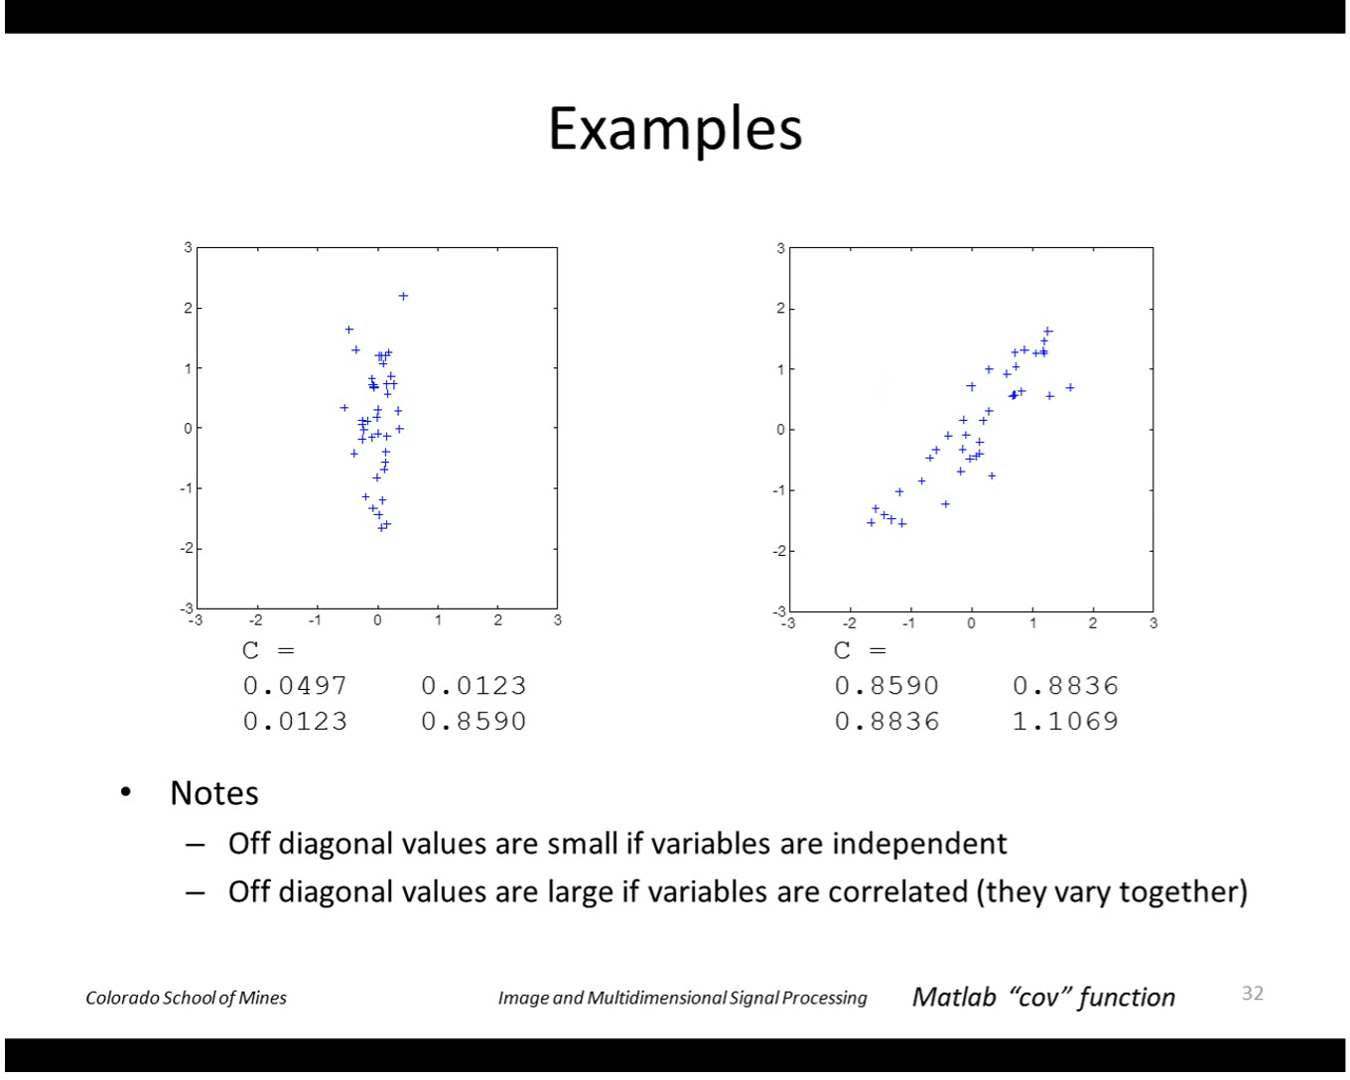 Examples
3
2
1
0
-1
-2
-3
-3 -2 -1 0 1 2 3
C =
0.0497 0.0123
0.0123 0.8590
3
2
1
0
-1
-2
-3
-3 -2 -1 0 1 2 3
C =
0.8590 0.8836
0.8836 1.1069
• Notes
– Off diagonal values are small if variables are independent
– Off diagonal values are large if variables are correlated (they vary together)
Colorado School of Mines Image and Multidimensional Signal Processing Matlab “cov” function 32